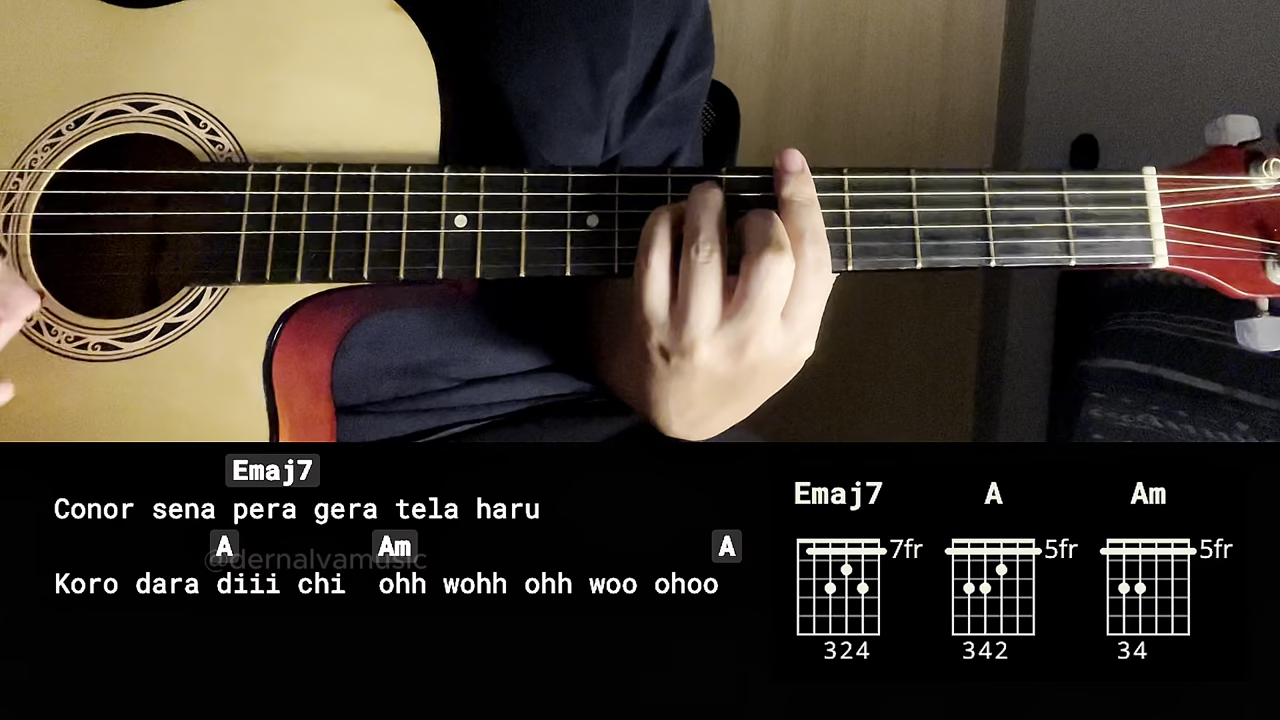 Emaj7
Conor sena pera gera tela haru
A Am A
@dernalvamusic
Koro dara diii chi ohh wohh ohh woo ohoo
Emaj7 A Am
7fr 5fr 5fr
324 342 34